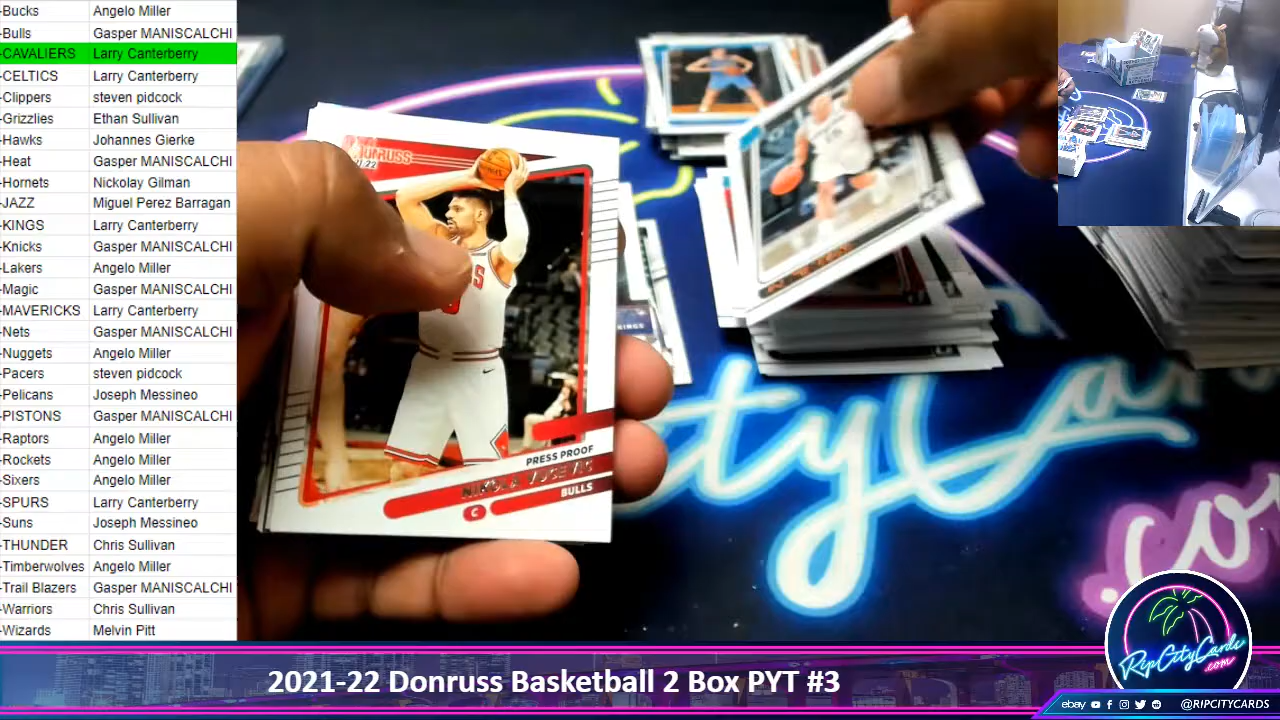 -Bucks Angelo Miller
-Bulls Gasper MANISCALCHI
-CAVALIERS Larry Canterberry
-CELTICS Larry Canterberry
-Clippers steven pidcock
-Grizzlies Ethan Sullivan
-Hawks Johannes Gierke
-Heat Gasper MANISCALCHI
-Hornets Nickolay Gilman
-JAZZ Miguel Perez Barragan
-KINGS Larry Canterberry
-Knicks Gasper MANISCALCHI
-Lakers Angelo Miller
-Magic Gasper MANISCALCHI
-MAVERICKS Larry Canterberry
-Nets Gasper MANISCALCHI
-Nuggets Angelo Miller
-Pacers steven pidcock
-Pelicans Joseph Messineo
-PISTONS Gasper MANISCALCHI
-Raptors Angelo Miller
-Rockets Angelo Miller
-Sixers Angelo Miller
-SPURS Larry Canterberry
-Suns Joseph Messineo
-THUNDER Chris Sullivan
-Timberwolves Angelo Miller
-Trail Blazers Gasper MANISCALCHI
-Warriors Chris Sullivan
-Wizards Melvin Pitt
PRESS PROOF
NIKOLA VUCEVIC
BULLS
C
KINGS
RipCityCards
.com
2021-22 Donruss Basketball 2 Box PYT #3
ebay @RIPCITYCARDS